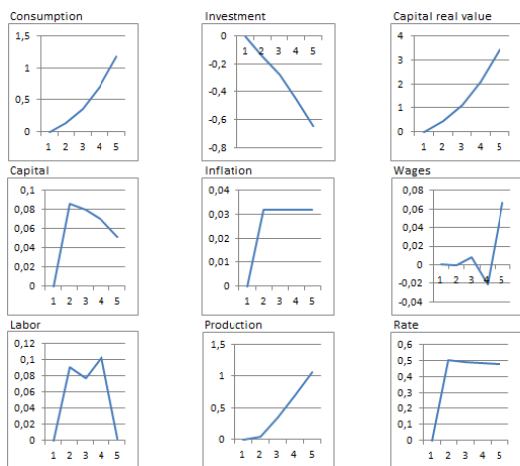 Consumption
1,5
1
0,5
0
1 2 3 4 5
Investment
0
-0,2
-0,4
-0,6
-0,8
1 2 3 4 5
Capital real value
4
3
2
1
0
1 2 3 4 5
Capital
0,1
0,08
0,06
0,04
0,02
0
1 2 3 4 5
Inflation
0,04
0,03
0,02
0,01
0
1 2 3 4 5
Wages
0,08
0,06
0,04
0,02
0
-0,02
-0,04
1 2 3 4 5
Labor
0,12
0,1
0,08
0,06
0,04
0,02
0
1 2 3 4 5
Production
1,5
1
0,5
0
1 2 3 4 5
Rate
0,6
0,5
0,4
0,3
0,2
0,1
0
1 2 3 4 5